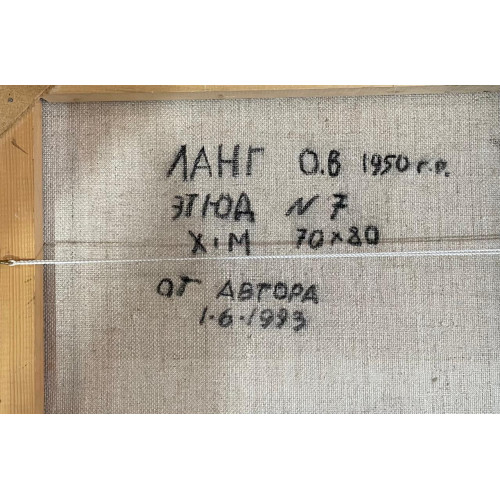 ЛАНГ О.В 1950 г.р.
ЭТЮД N 7
Х.М 70×80
ОТ АВТОРА
1.6.1993